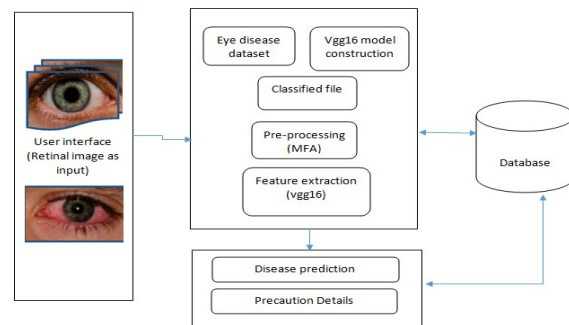 User interface
(Retinal image as
input)
Eye disease
dataset
Vgg16 model
construction
Classified file
Pre-processing
(MFA)
Feature extraction
(vgg16)
Database
Disease prediction
Precaution Details